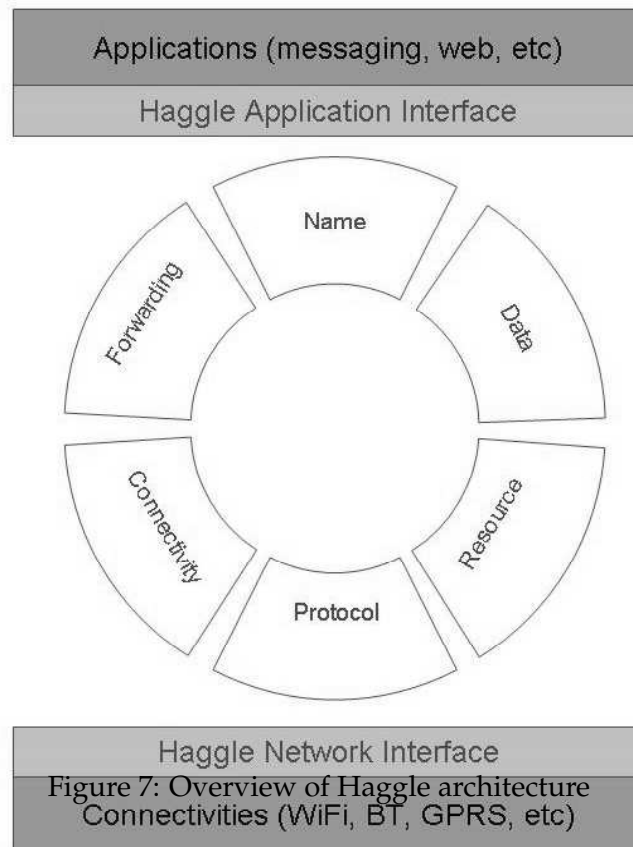 Applications (messaging, web, etc)
Haggle Application Interface
Name
Forwarding
Data
Connectivity
Resource
Protocol
Haggle Network Interface
Figure 7: Overview of Haggle architecture
Connectivities (WiFi, BT, GPRS, etc)